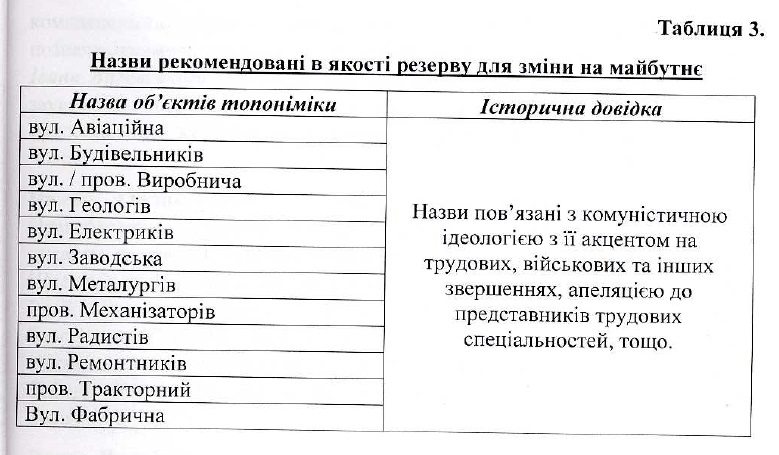 Таблиця 3.
Назви рекомендовані в якості резерву для зміни на майбутнє
Назва об’єктів топоніміки
Історична довідка
вул. Авіаційна
вул. Будівельників
вул. / пров. Виробнича
вул. Геологів
вул. Електриків
вул. Заводська
вул. Металургів
пров. Механізаторів
вул. Радистів
вул. Ремонтників
пров. Тракторний
Вул. Фабрична
Назви пов’язані з комуністичною
ідеологією з її акцентом на
трудових, військових та інших
звершеннях, апеляцією до
представників трудових
спеціальностей, тощо.